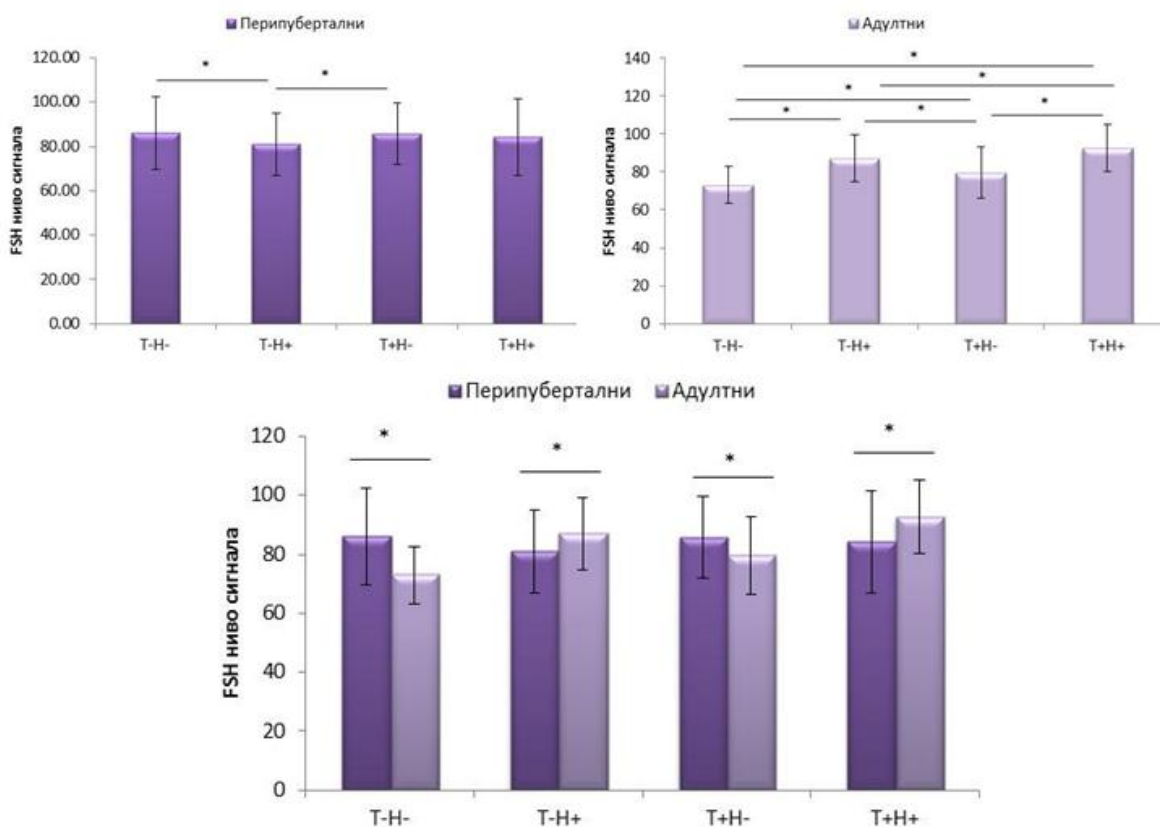 Перипубертални
120.00
100.00
80.00
60.00
40.00
20.00
0.00
FSH ниво сигнала
* *
T-H- T-H+ T+H- T+H+
Адултни
140
120
100
80
60
40
20
0
FSH ниво сигнала
*
*
*
* * *
T-H- T-H+ T+H- T+H+
Перипубертални Адултни
120
100
80
60
40
20
0
FSH ниво сигнала
* * * *
T-H- T-H+ T+H- T+H+